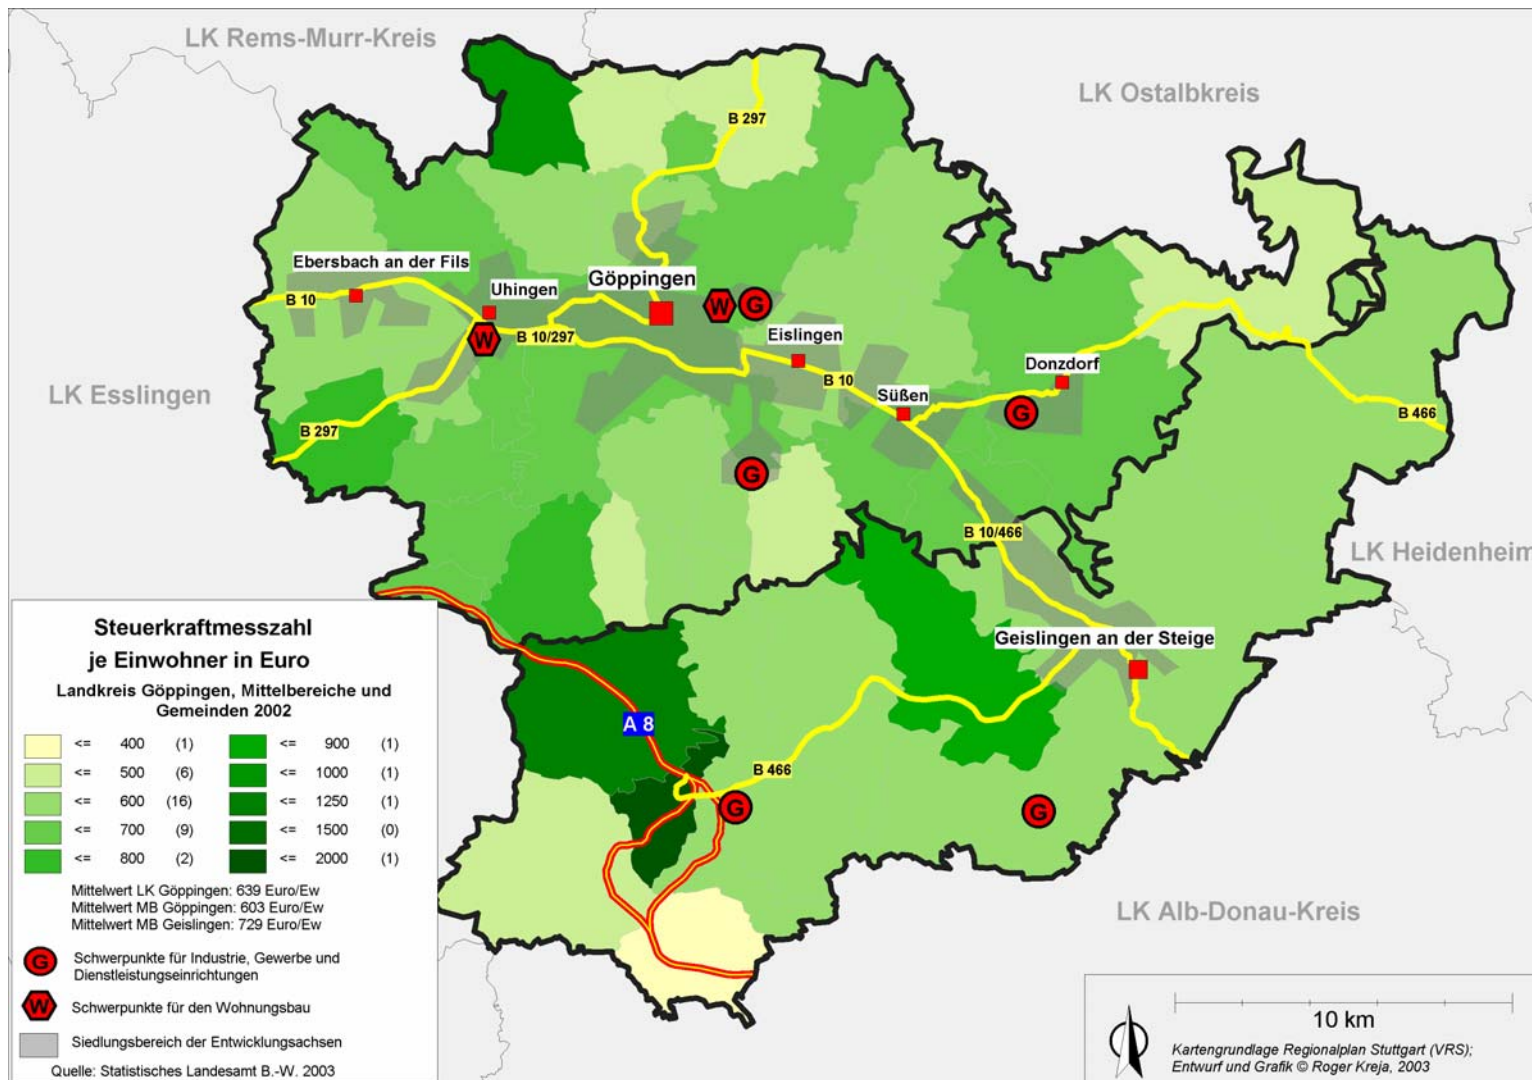 LK Rems-Murr-Kreis
LK Ostalbkreis
B 297
Ebersbach an der Fils
Göppingen
Uhingen
B 10
W
G
W
B 10/297
Eislingen
Donzdorf
B 10
Süßen
LK Esslingen
G
B 466
B 297
G
B 10/466
LK Heidenheim
Geislingen an der Steige
A 8
B 466
G
G
LK Alb-Donau-Kreis
Steuerkraftmesszahl
je Einwohner in Euro
Landkreis Göppingen, Mittelbereiche und
Gemeinden 2002
<= 400 (1) <= 900 (1)
<= 500 (6) <= 1000 (1)
<= 600 (16) <= 1250 (1)
<= 700 (9) <= 1500 (0)
<= 800 (2) <= 2000 (1)
Mittelwert LK Göppingen: 639 Euro/Ew
Mittelwert MB Göppingen: 603 Euro/Ew
Mittelwert MB Geislingen: 729 Euro/Ew
G Schwerpunkte für Industrie, Gewerbe und
Dienstleistungseinrichtungen
W Schwerpunkte für den Wohnungsbau
Siedlungsbereich der Entwicklungsachsen
Quelle: Statistisches Landesamt B.-W. 2003
10 km
Kartengrundlage Regionalplan Stuttgart (VRS);
Entwurf und Grafik © Roger Kreja, 2003